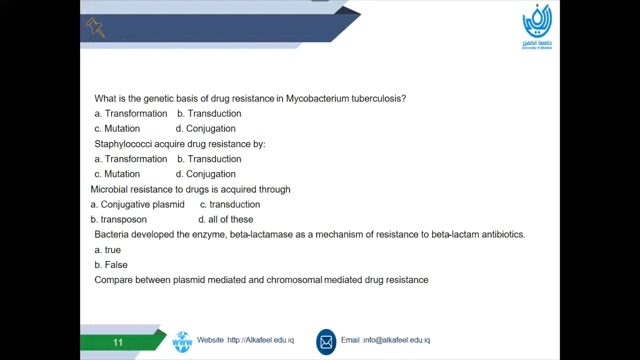 What is the genetic basis of drug resistance in Mycobacterium tuberculosis?
a. Transformation b. Transduction
c. Mutation d. Conjugation
Staphylococci acquire drug resistance by:
a. Transformation b. Transduction
c. Mutation d. Conjugation
Microbial resistance to drugs is acquired through
a. Conjugative plasmid c. transduction
b. transposon d. all of these
Bacteria developed the enzyme, beta-lactamase as a mechanism of resistance to beta-lactam antibiotics.
a. true
b. False
Compare between plasmid mediated and chromosomal mediated drug resistance
11 WWW Website :http://Alkafeel.edu.iq Email :info@alkafeel.edu.iq